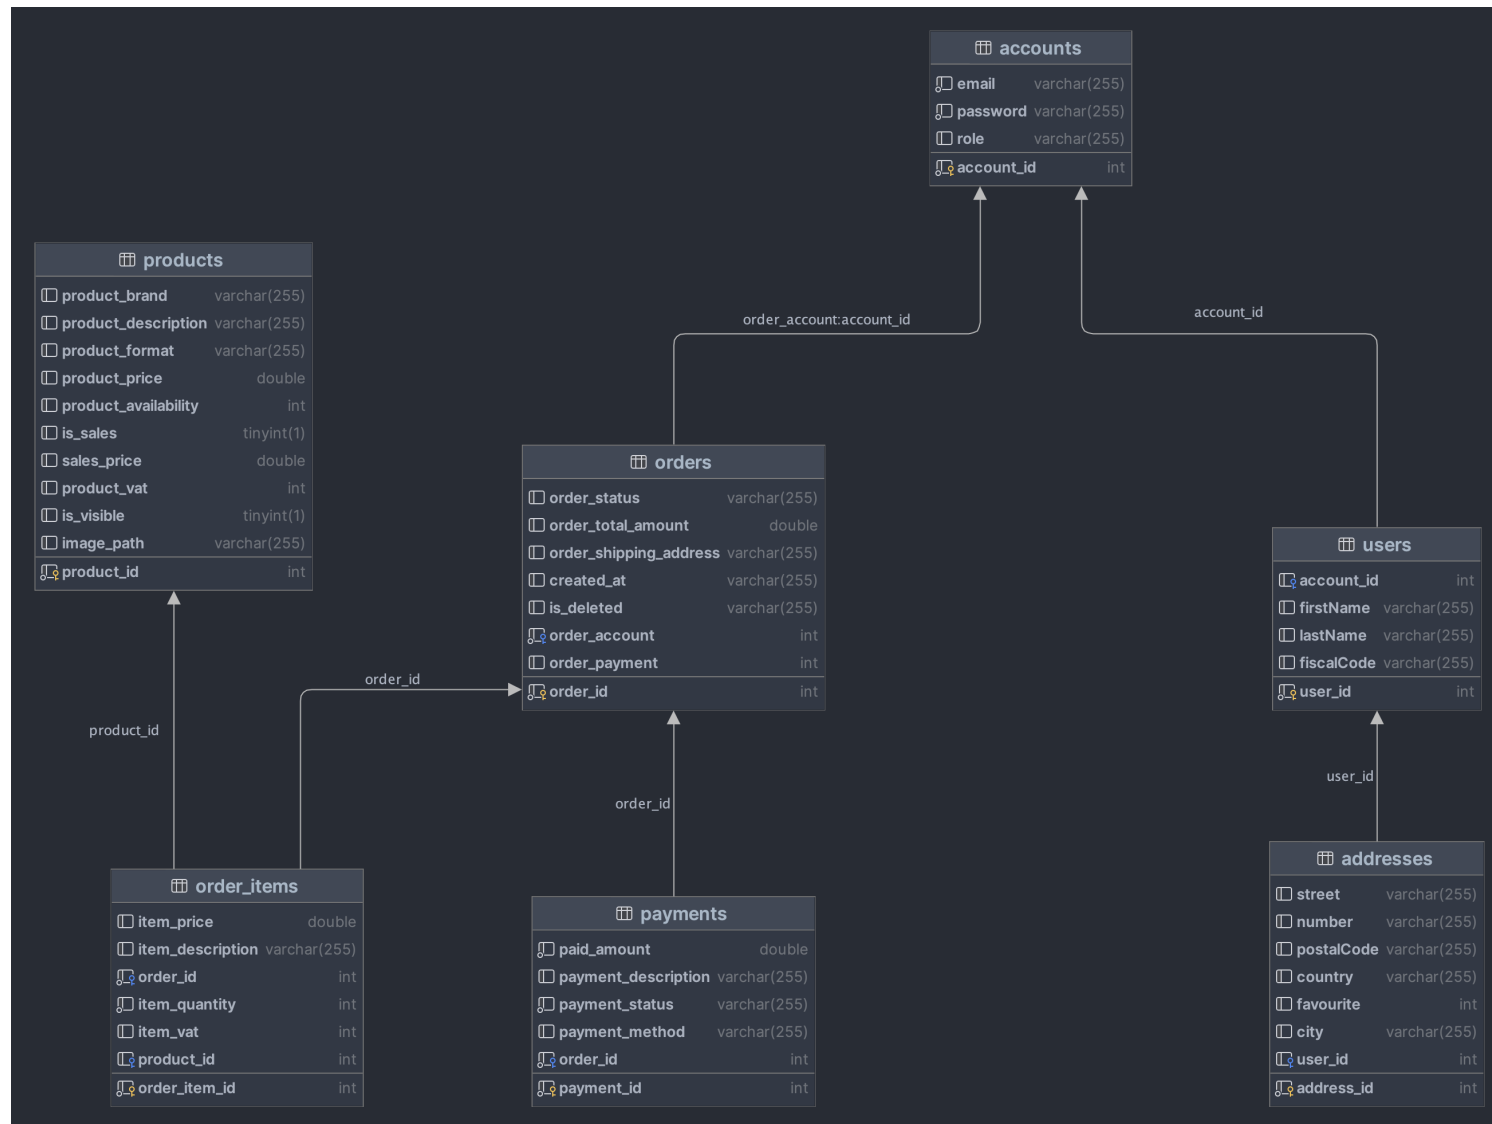 accounts
email varchar(255)
password varchar(255)
role varchar(255)
account_id int
products
product_brand varchar(255)
product_description varchar(255)
product_format varchar(255)
product_price double
product_availability int
is_sales tinyint(1)
sales_price double
product_vat int
is_visible tinyint(1)
image_path varchar(255)
product_id int
order_account:account_id
account_id
orders
order_status varchar(255)
order_total_amount double
order_shipping_address varchar(255)
created_at varchar(255)
is_deleted varchar(255)
order_account int
order_payment int
order_id int
users
account_id int
firstName varchar(255)
lastName varchar(255)
fiscalCode varchar(255)
user_id int
order_id
product_id
order_id
user_id
order_items
item_price double
item_description varchar(255)
order_id int
item_quantity int
item_vat int
product_id int
order_item_id int
payments
paid_amount double
payment_description varchar(255)
payment_status varchar(255)
payment_method varchar(255)
order_id int
payment_id int
addresses
street varchar(255)
number varchar(255)
postalCode varchar(255)
country varchar(255)
favourite int
city varchar(255)
user_id int
address_id int